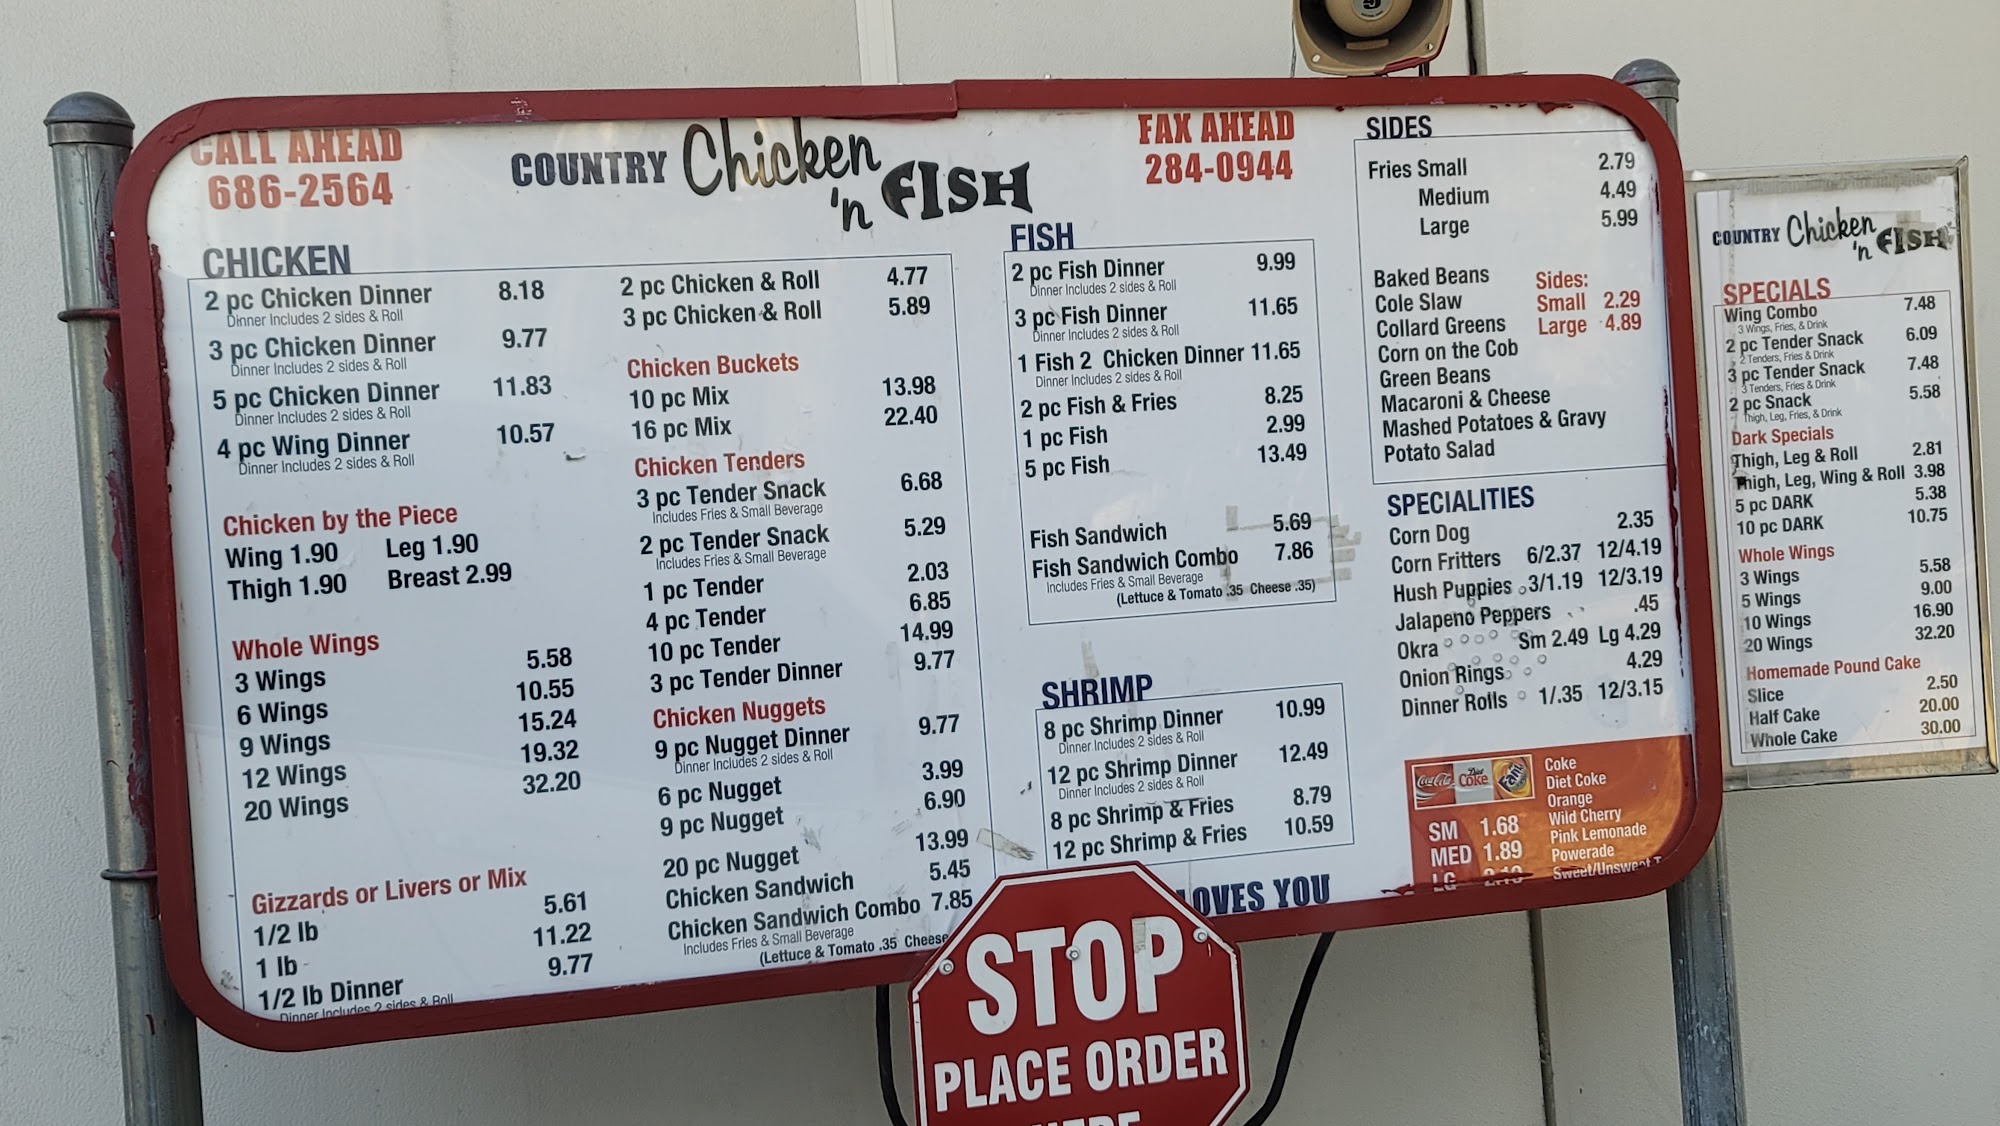 CALL AHEAD
686-2564
COUNTRY Chicken 'n FISH
FAX AHEAD
284-0944
CHICKEN
2 pc Chicken Dinner 8.18
Dinner Includes 2 sides & Roll
3 pc Chicken Dinner 9.77
Dinner Includes 2 sides & Roll
5 pc Chicken Dinner 11.83
Dinner Includes 2 sides & Roll
4 pc Wing Dinner 10.57
Dinner Includes 2 sides & Roll
Chicken by the Piece
Wing 1.90 Leg 1.90
Thigh 1.90 Breast 2.99
Whole Wings
3 Wings 5.58
6 Wings 10.55
9 Wings 15.24
12 Wings 19.32
20 Wings 32.20
Gizzards or Livers or Mix
1/2 lb 5.61
1 lb 11.22
1/2 lb Dinner 9.77
Dinner Includes 2 sides & Roll
2 pc Chicken & Roll 4.77
3 pc Chicken & Roll 5.89
Chicken Buckets
10 pc Mix 13.98
16 pc Mix 22.40
Chicken Tenders
3 pc Tender Snack 6.68
Includes Fries & Small Beverage
2 pc Tender Snack 5.29
Includes Fries & Small Beverage
1 pc Tender 2.03
4 pc Tender 6.85
10 pc Tender 14.99
3 pc Tender Dinner 9.77
Chicken Nuggets
9 pc Nugget Dinner 9.77
Dinner Includes 2 sides & Roll
6 pc Nugget 3.99
9 pc Nugget 6.90
20 pc Nugget 13.99
Chicken Sandwich 5.45
Chicken Sandwich Combo 7.85
Includes Fries & Small Beverage
(Lettuce & Tomato .35 Cheese
FISH
2 pc Fish Dinner 9.99
Dinner Includes 2 sides & Roll
3 pc Fish Dinner 11.65
Dinner Includes 2 sides & Roll
1 Fish 2 Chicken Dinner 11.65
Dinner Includes 2 sides & Roll
2 pc Fish & Fries 8.25
1 pc Fish 2.99
5 pc Fish 13.49
Fish Sandwich 5.69
Fish Sandwich Combo 7.86
Includes Fries & Small Beverage
(Lettuce & Tomato .35 Cheese .35)
SHRIMP
8 pc Shrimp Dinner 10.99
Dinner Includes 2 sides & Roll
12 pc Shrimp Dinner 12.49
Dinner Includes 2 sides & Roll
8 pc Shrimp & Fries 8.79
12 pc Shrimp & Fries 10.59
LOVES YOU
SIDES
Fries Small 2.79
Medium 4.49
Large 5.99
Baked Beans
Cole Slaw
Collard Greens
Corn on the Cob
Green Beans
Macaroni & Cheese
Mashed Potatoes & Gravy
Potato Salad
Sides:
Small 2.29
Large 4.89
SPECIALITIES
Corn Dog 2.35
Corn Fritters 6/2.37 12/4.19
Hush Puppies 3/1.19 12/3.19
Jalapeno Peppers .45
Okra Sm 2.49 Lg 4.29
Onion Rings 4.29
Dinner Rolls 1/.35 12/3.15
Coca-Cola Diet Coke Fanta
SM 1.68
MED 1.89
LG 2.13
Coke
Diet Coke
Orange
Wild Cherry
Pink Lemonade
Powerade
Sweet/Unsweet T
STOP
PLACE ORDER
HERE
COUNTRY Chicken 'n FISH
SPECIALS
Wing Combo 7.48
3 Wings, Fries, & Drink
2 pc Tender Snack 6.09
2 Tenders, Fries & Drink
3 pc Tender Snack 7.48
3 Tenders, Fries & Drink
2 pc Snack 5.58
Thigh, Leg, Fries, & Drink
Dark Specials
Thigh, Leg & Roll 2.81
Thigh, Leg, Wing & Roll 3.98
5 pc DARK 5.38
10 pc DARK 10.75
Whole Wings
3 Wings 5.58
5 Wings 9.00
10 Wings 16.90
20 Wings 32.20
Homemade Pound Cake
Slice 2.50
Half Cake 20.00
Whole Cake 30.00